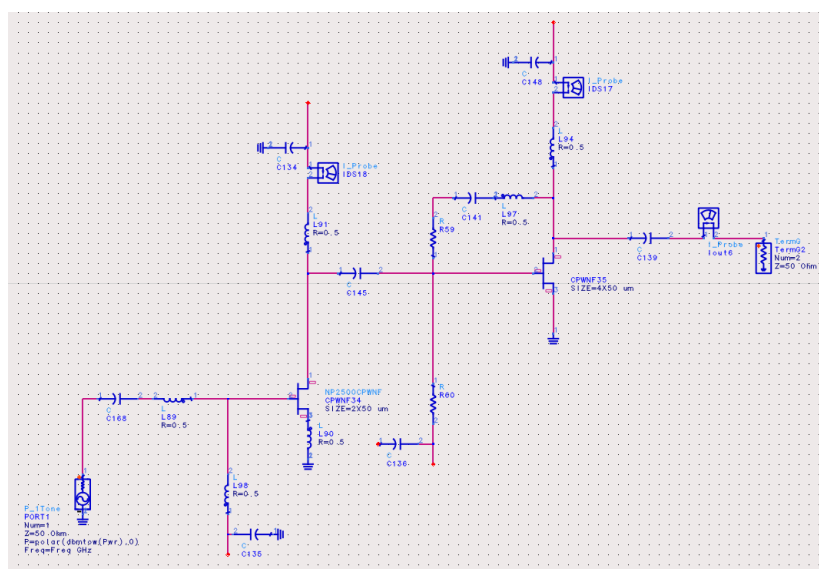 C
C148
I_Probe
IDS17
L
L94
R=0.5
C
C134
I_Probe
IDS18
L
L91
R=0.5
C
C141
L
L97
R=0.5
R
R59
C
C145
C
C139
I_Probe
Iout6
TermG
TermG2
Num=2
Z=50 Ohm
CPWNF35
SIZE=4X50 um
NP2500CPWNF
CPWNF34
SIZE=2X50 um
L
L90
R=0.5
R
R60
C
C136
C
C168
L
L89
R=0.5
L
L98
R=0.5
C
C135
P_1Tone
PORT1
Num=1
Z=50 Ohm
P=polar(dbmtow(Pwr),0)
Freq=Freq GHz